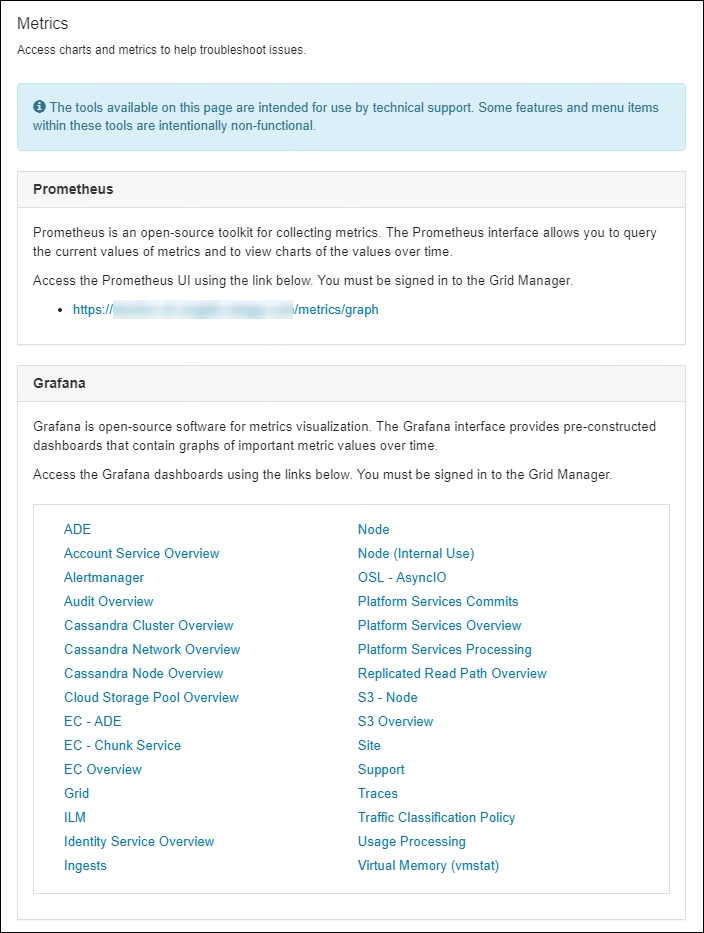 Metrics
Access charts and metrics to help troubleshoot issues.
The tools available on this page are intended for use by technical support. Some features and menu items
within these tools are intentionally non-functional.
Prometheus
Prometheus is an open-source toolkit for collecting metrics. The Prometheus interface allows you to query
the current values of metrics and to view charts of the values over time.
Access the Prometheus UI using the link below. You must be signed in to the Grid Manager.
• https:// /metrics/graph
Grafana
Grafana is open-source software for metrics visualization. The Grafana interface provides pre-constructed
dashboards that contain graphs of important metric values over time.
Access the Grafana dashboards using the links below. You must be signed in to the Grid Manager.
ADE
Account Service Overview
Alertmanager
Audit Overview
Cassandra Cluster Overview
Cassandra Network Overview
Cassandra Node Overview
Cloud Storage Pool Overview
EC - ADE
EC - Chunk Service
EC Overview
Grid
ILM
Identity Service Overview
Ingests
Node
Node (Internal Use)
OSL - AsyncIO
Platform Services Commits
Platform Services Overview
Platform Services Processing
Replicated Read Path Overview
S3 - Node
S3 Overview
Site
Support
Traces
Traffic Classification Policy
Usage Processing
Virtual Memory (vmstat)